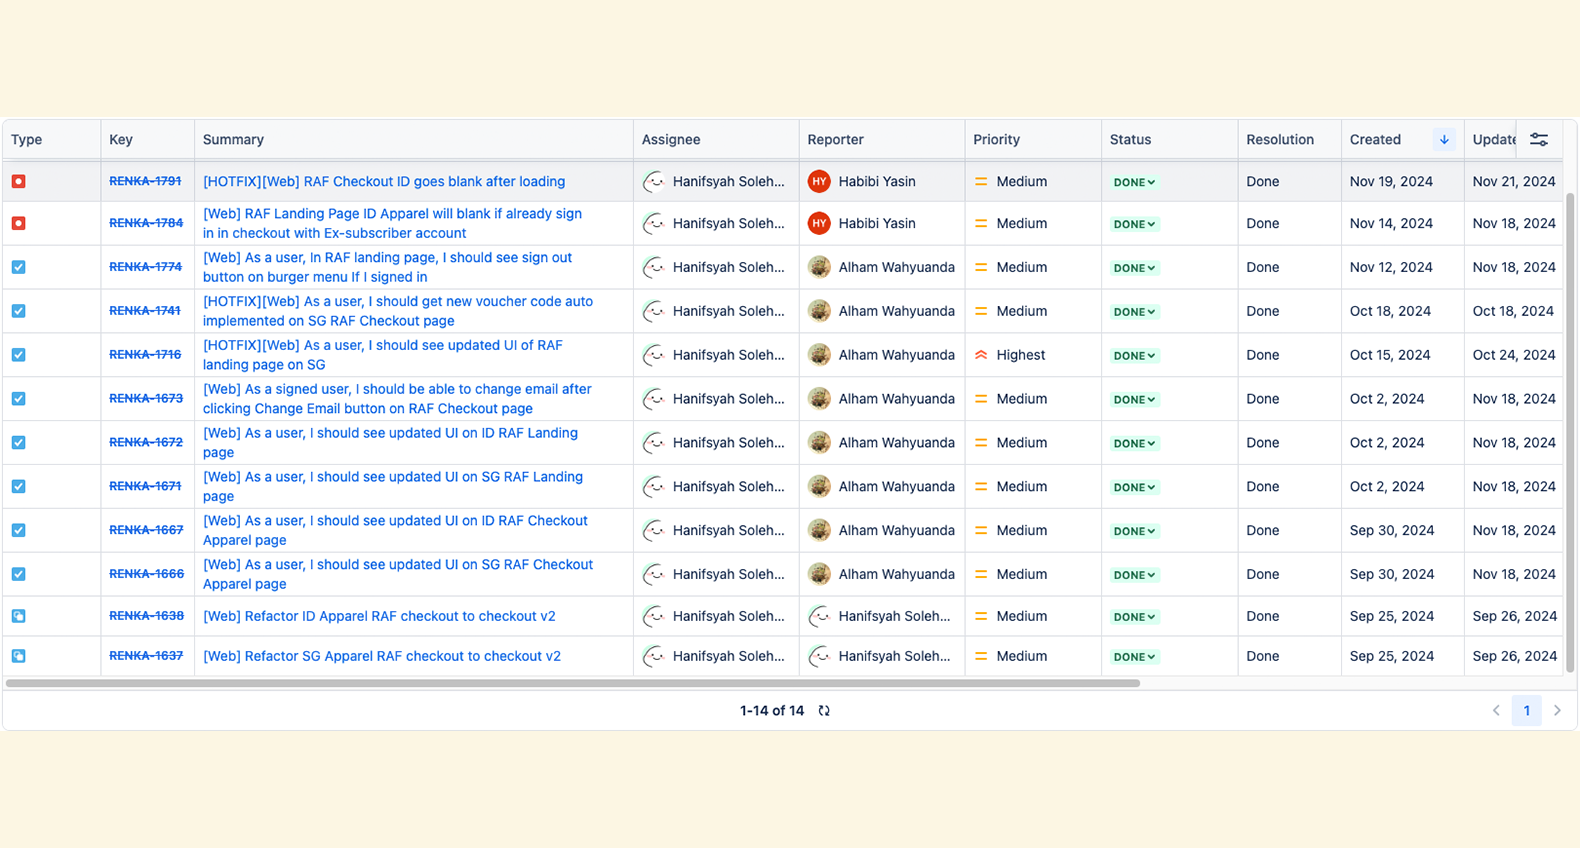 Type Key Summary Assignee Reporter Priority Status Resolution Created Update
RENKA-1791 [HOTFIX][Web] RAF Checkout ID goes blank after loading Hanifsyah Soleh... HY Habibi Yasin Medium DONE Done Nov 19, 2024 Nov 21, 2024
RENKA-1784 [Web] RAF Landing Page ID Apparel will blank if already sign
in in checkout with Ex-subscriber account Hanifsyah Soleh... HY Habibi Yasin Medium DONE Done Nov 14, 2024 Nov 18, 2024
RENKA-1774 [Web] As a user, In RAF landing page, I should see sign out
button on burger menu If I signed in Hanifsyah Soleh... Alham Wahyuanda Medium DONE Done Nov 12, 2024 Nov 18, 2024
RENKA-1741 [HOTFIX][Web] As a user, I should get new voucher code auto
implemented on SG RAF Checkout page Hanifsyah Soleh... Alham Wahyuanda Medium DONE Done Oct 18, 2024 Oct 18, 2024
RENKA-1716 [HOTFIX][Web] As a user, I should see updated UI of RAF
landing page on SG Hanifsyah Soleh... Alham Wahyuanda Highest DONE Done Oct 15, 2024 Oct 24, 2024
RENKA-1673 [Web] As a signed user, I should be able to change email after
clicking Change Email button on RAF Checkout page Hanifsyah Soleh... Alham Wahyuanda Medium DONE Done Oct 2, 2024 Nov 18, 2024
RENKA-1672 [Web] As a user, I should see updated UI on ID RAF Landing
page Hanifsyah Soleh... Alham Wahyuanda Medium DONE Done Oct 2, 2024 Nov 18, 2024
RENKA-1671 [Web] As a user, I should see updated UI on SG RAF Landing
page Hanifsyah Soleh... Alham Wahyuanda Medium DONE Done Oct 2, 2024 Nov 18, 2024
RENKA-1667 [Web] As a user, I should see updated UI on ID RAF Checkout
Apparel page Hanifsyah Soleh... Alham Wahyuanda Medium DONE Done Sep 30, 2024 Nov 18, 2024
RENKA-1666 [Web] As a user, I should see updated UI on SG RAF Checkout
Apparel page Hanifsyah Soleh... Alham Wahyuanda Medium DONE Done Sep 30, 2024 Nov 18, 2024
RENKA-1638 [Web] Refactor ID Apparel RAF checkout to checkout v2 Hanifsyah Soleh... Hanifsyah Soleh... Medium DONE Done Sep 25, 2024 Sep 26, 2024
RENKA-1637 [Web] Refactor SG Apparel RAF checkout to checkout v2 Hanifsyah Soleh... Hanifsyah Soleh... Medium DONE Done Sep 25, 2024 Sep 26, 2024
1-14 of 14 1